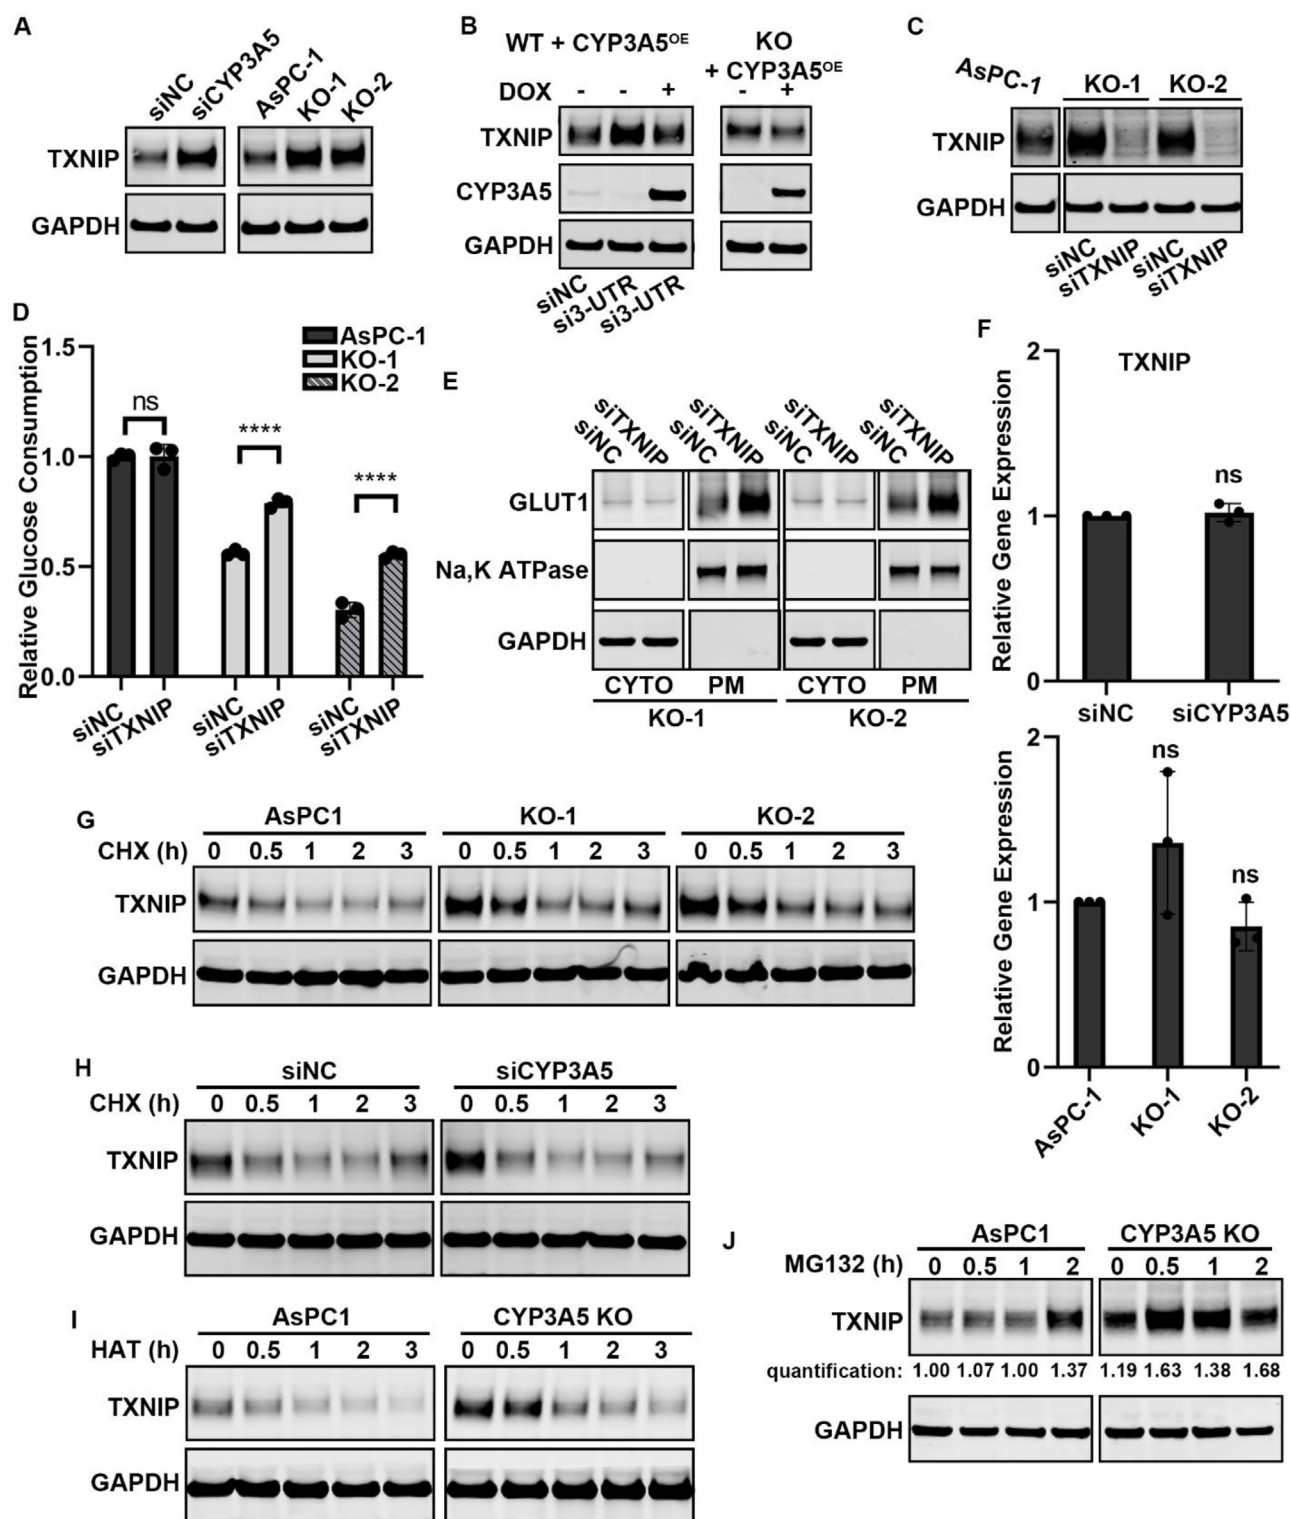 A
siNC
siCYP3A5
AsPC-1
KO-1
KO-2
TXNIP
GAPDH
B
WT + CYP3A5OE
KO
+ CYP3A5OE
DOX - - + - +
TXNIP
CYP3A5
GAPDH
siNC
si3-UTR
si3-UTR
C
AsPC-1 KO-1 KO-2
TXNIP
GAPDH
siNC
siTXNIP
siNC
siTXNIP
D
Relative Glucose Consumption
1.5
1.0
0.5
0.0
AsPC-1
KO-1
KO-2
ns
****
****
siNC
siTXNIP
siNC
siTXNIP
siNC
siTXNIP
E
siNC
siTXNIP
siNC
siTXNIP
siNC
siTXNIP
siNC
siTXNIP
GLUT1
Na,K ATPase
GAPDH
CYTO PM CYTO PM
KO-1 KO-2
F
TXNIP
Relative Gene Expression
2
1
0
ns
siNC siCYP3A5
Relative Gene Expression
2
1
0
ns
ns
AsPC-1
KO-1
KO-2
G
AsPC1 KO-1 KO-2
CHX (h) 0 0.5 1 2 3 0 0.5 1 2 3 0 0.5 1 2 3
TXNIP
GAPDH
H
siNC siCYP3A5
CHX (h) 0 0.5 1 2 3 0 0.5 1 2 3
TXNIP
GAPDH
I
AsPC1 CYP3A5 KO
HAT (h) 0 0.5 1 2 3 0 0.5 1 2 3
TXNIP
GAPDH
J
AsPC1 CYP3A5 KO
MG132 (h) 0 0.5 1 2 0 0.5 1 2
TXNIP
quantification: 1.00 1.07 1.00 1.37 1.19 1.63 1.38 1.68
GAPDH